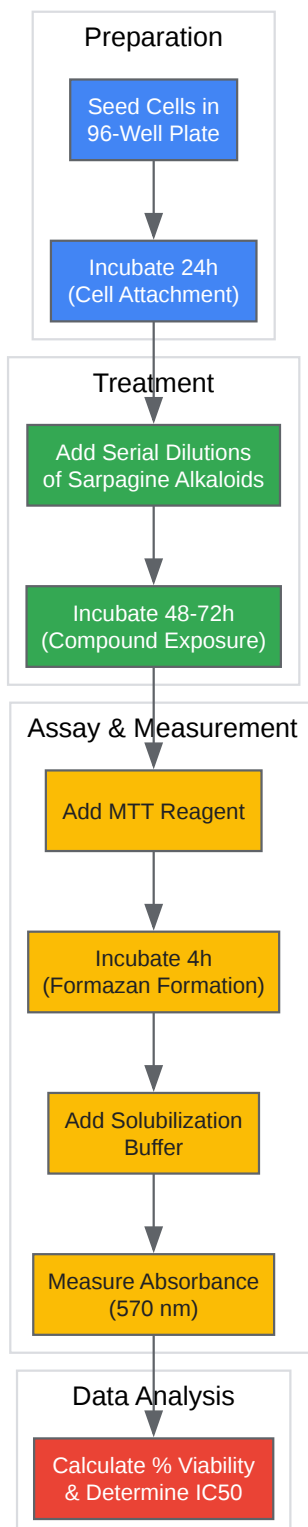 Preparation
Seed Cells in
96-Well Plate
Incubate 24h
(Cell Attachment)
Treatment
Add Serial Dilutions
of Sarpagine Alkaloids
Incubate 48-72h
(Compound Exposure)
Assay & Measurement
Add MTT Reagent
Incubate 4h
(Formazan Formation)
Add Solubilization
Buffer
Measure Absorbance
(570 nm)
Data Analysis
Calculate % Viability
& Determine IC50